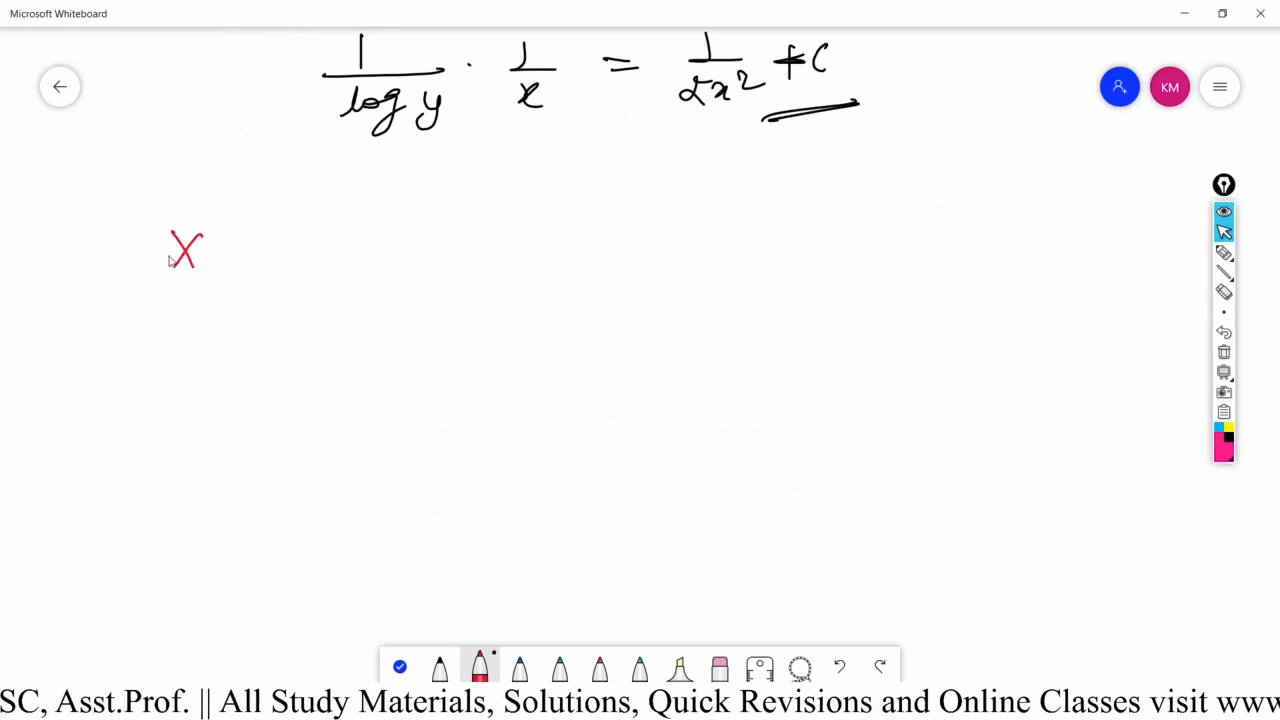 Microsoft Whiteboard
1/(log y) · 1/x = 1/(2x²) + C
KM
X
SC, Asst.Prof. || All Study Materials, Solutions, Quick Revisions and Online Classes visit www